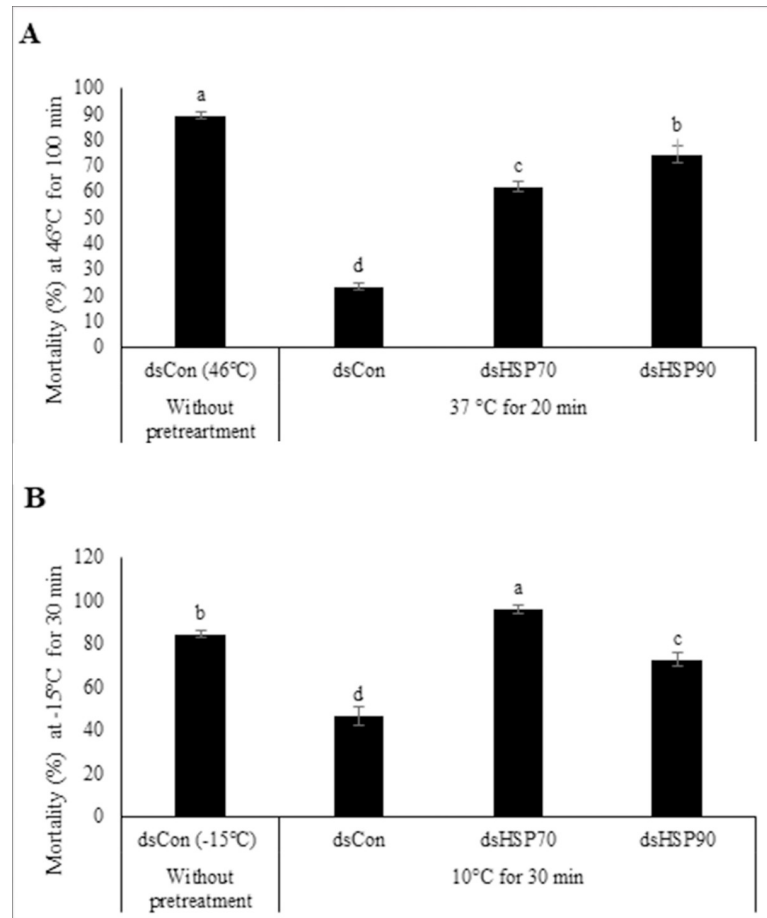 A
Mortality (%) at 46°C for 100 min
100
90
80
70
60
50
40
30
20
10
0
a
d
c
b
dsCon (46°C)
dsCon
dsHSP70
dsHSP90
Without
pretreartment
37 °C for 20 min
B
Mortality (%) at -15°C for 30 min
120
100
80
60
40
20
0
b
d
a
c
dsCon (-15°C)
dsCon
dsHSP70
dsHSP90
Without
pretreatment
10°C for 30 min